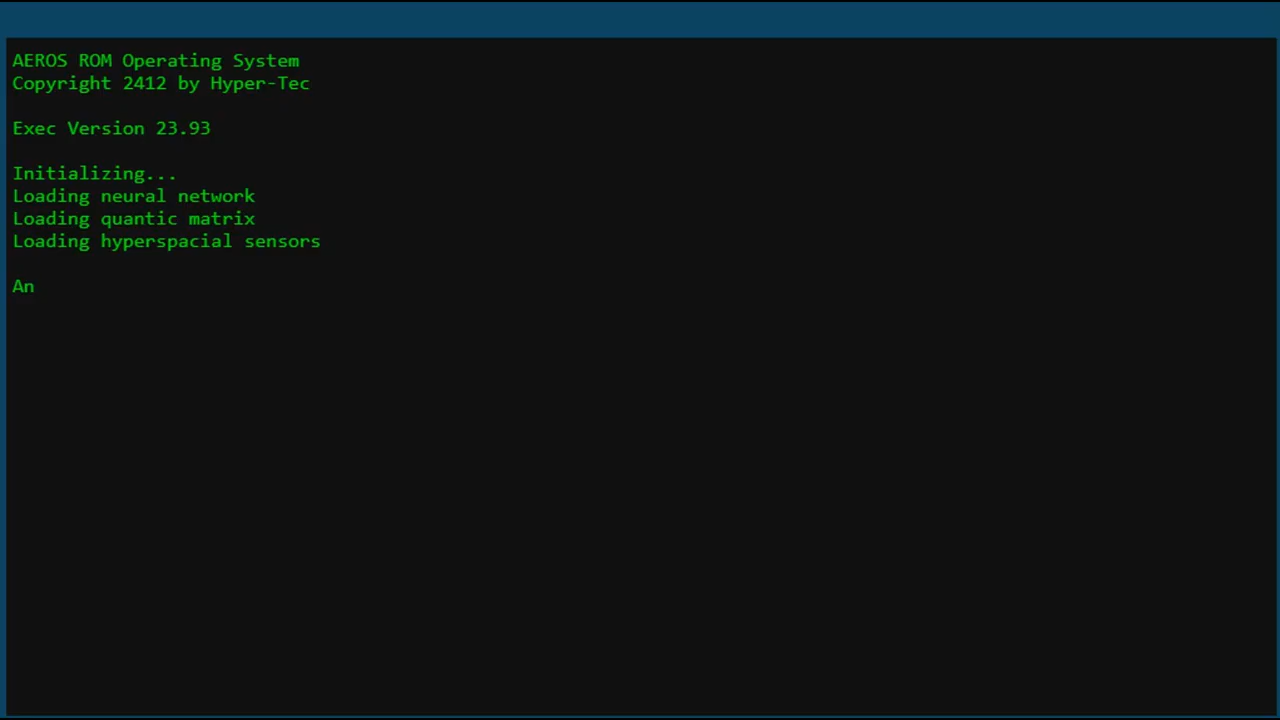 AEROS ROM Operating System
Copyright 2412 by Hyper-Tec
Exec Version 23.93
Initializing...
Loading neural network
Loading quantic matrix
Loading hyperspacial sensors
An